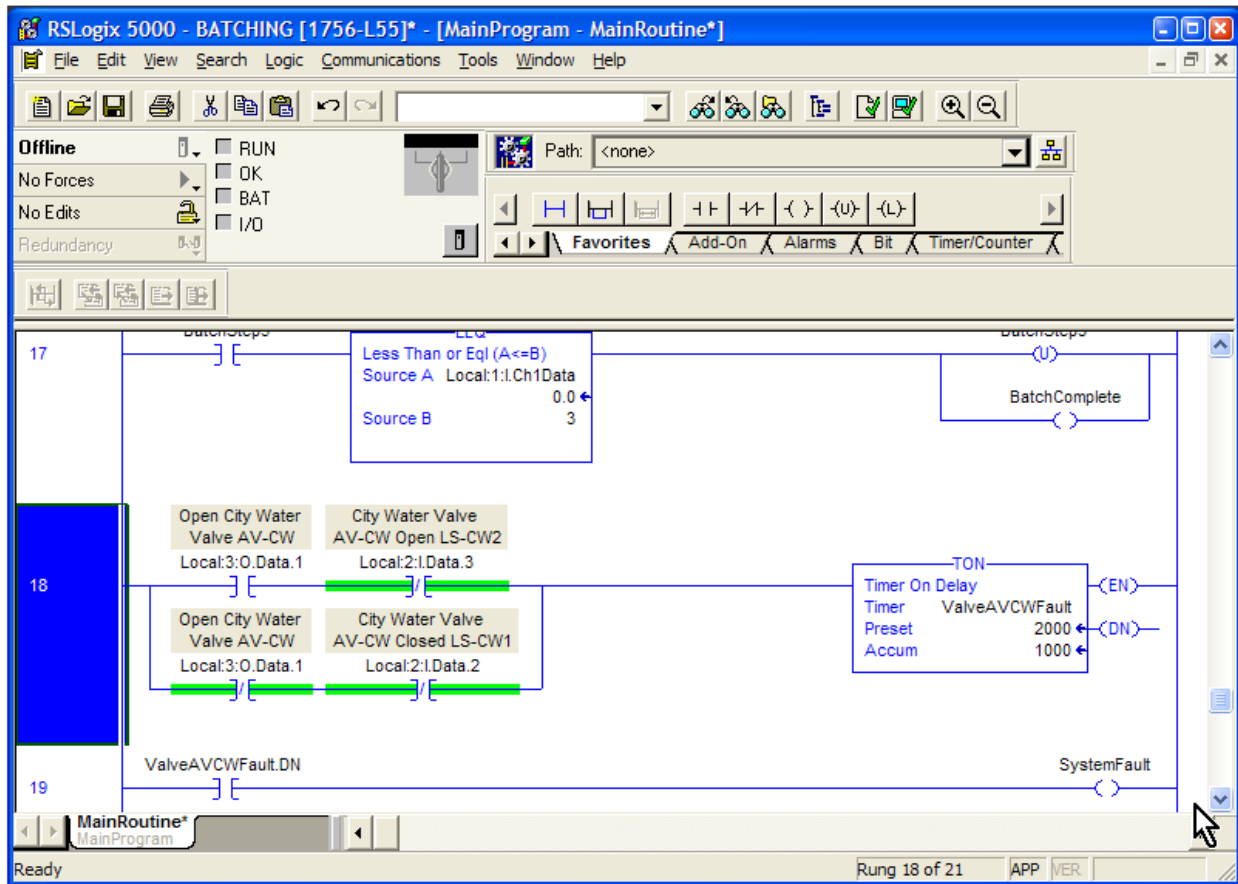 RSLogix 5000 - BATCHING [1756-L55]* - [MainProgram - MainRoutine*]
File Edit View Search Logic Communications Tools Window Help
Offline
RUN
Path: <none>
No Forces
OK
No Edits
BAT
I/O
Redundancy
Favorites Add-On Alarms Bit Timer/Counter
17
Less Than or Eql (A<=B)
Source A Local:1:I.Ch1Data
0.0
Source B 3
(U)
BatchComplete
18
Open City Water
Valve AV-CW
Local:3:O.Data.1
City Water Valve
AV-CW Open LS-CW2
Local:2:I.Data.3
Open City Water
Valve AV-CW
Local:3:O.Data.1
City Water Valve
AV-CW Closed LS-CW1
Local:2:I.Data.2
TON
Timer On Delay
Timer ValveAVCWFault
Preset 2000
Accum 1000
(EN)
(DN)
19
ValveAVCWFault.DN
SystemFault
MainRoutine*
MainProgram
Ready
Rung 18 of 21
APP
VER